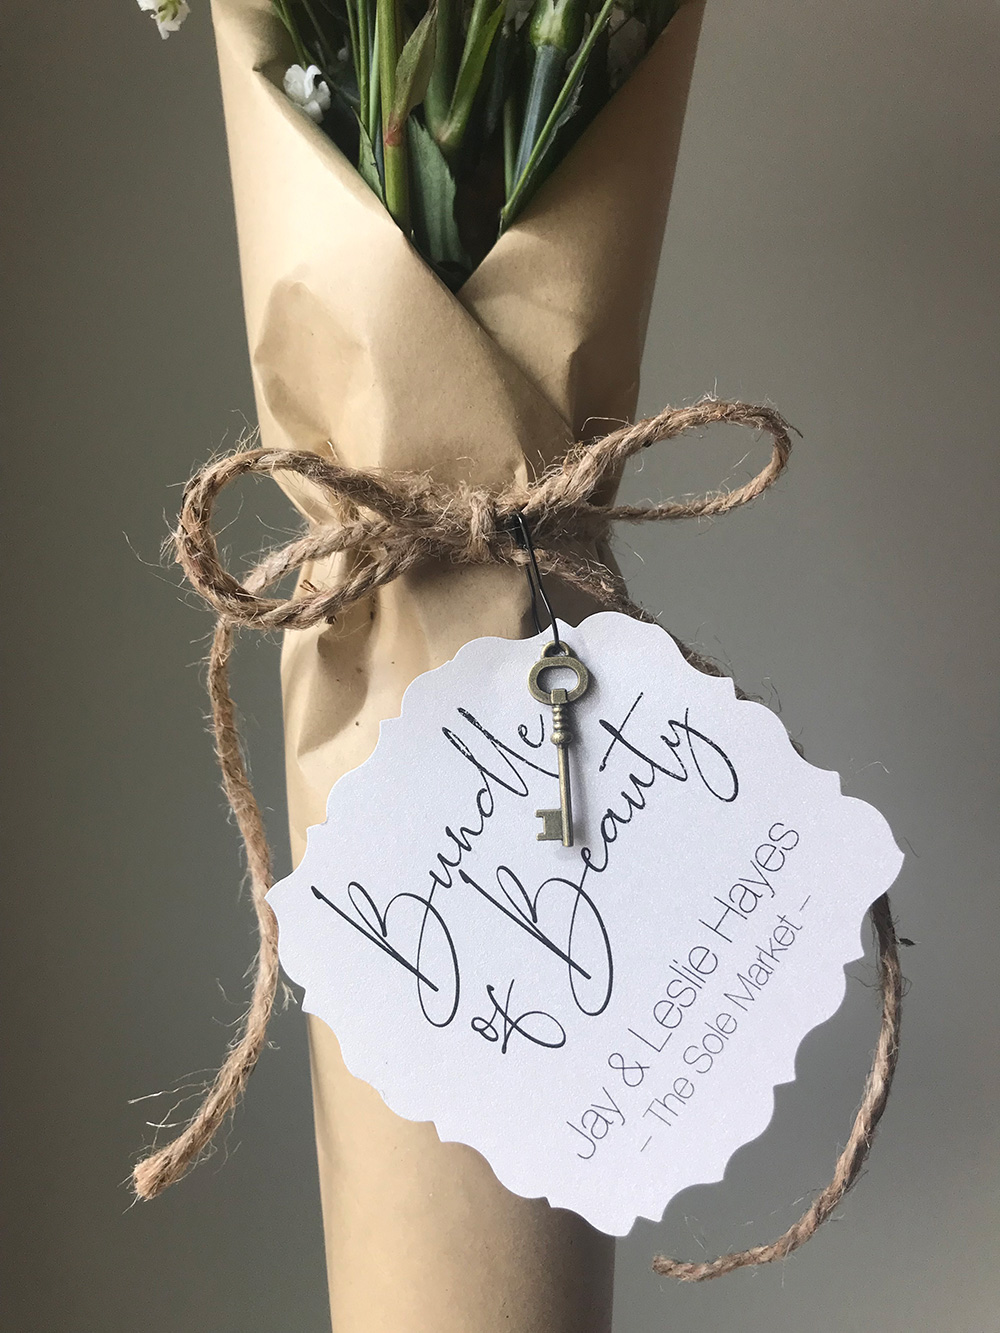 Bundle
of Beauty
Jay & Leslie Hayes
– The Sole Market –